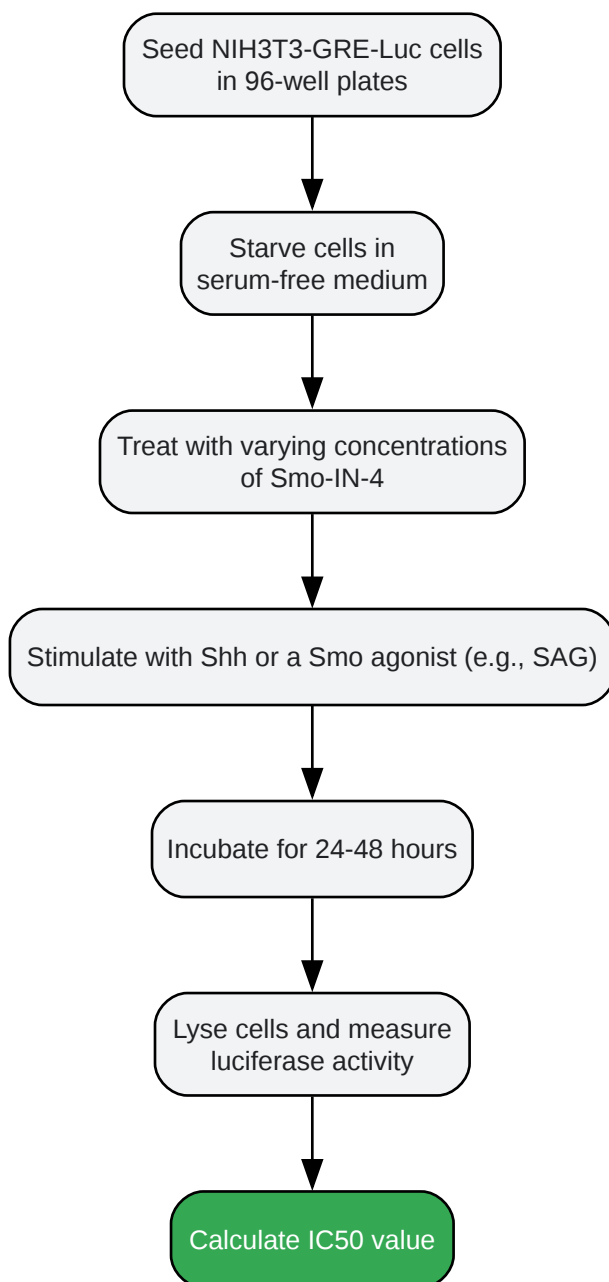 Seed NIH3T3-GRE-Luc cells
in 96-well plates
Starve cells in
serum-free medium
Treat with varying concentrations
of Smo-IN-4
Stimulate with Shh or a Smo agonist (e.g., SAG)
Incubate for 24-48 hours
Lyse cells and measure
luciferase activity
Calculate IC50 value